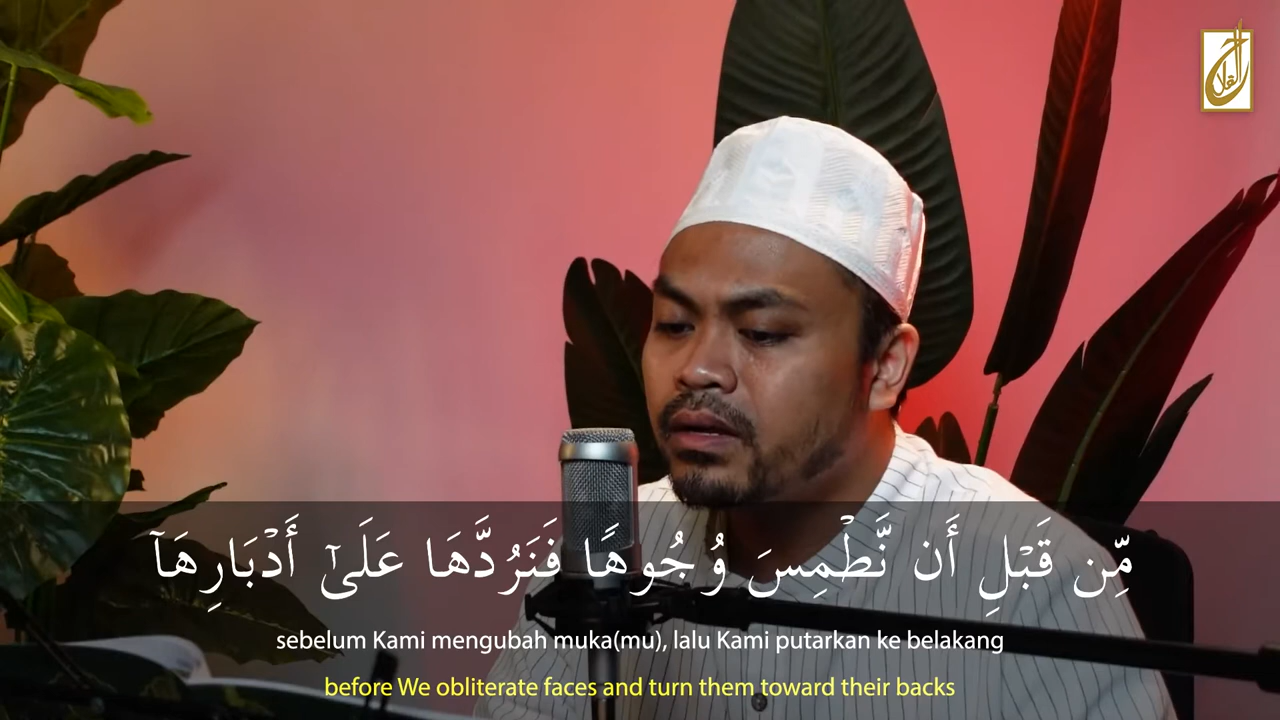 مِّن قَبْلِ أَن نَّطْمِسَ وُجُوهًا فَنَرُدَّهَا عَلَىٰٓ أَدْبَارِهَآ
sebelum Kami mengubah muka(mu), lalu Kami putarkan ke belakang
before We obliterate faces and turn them toward their backs